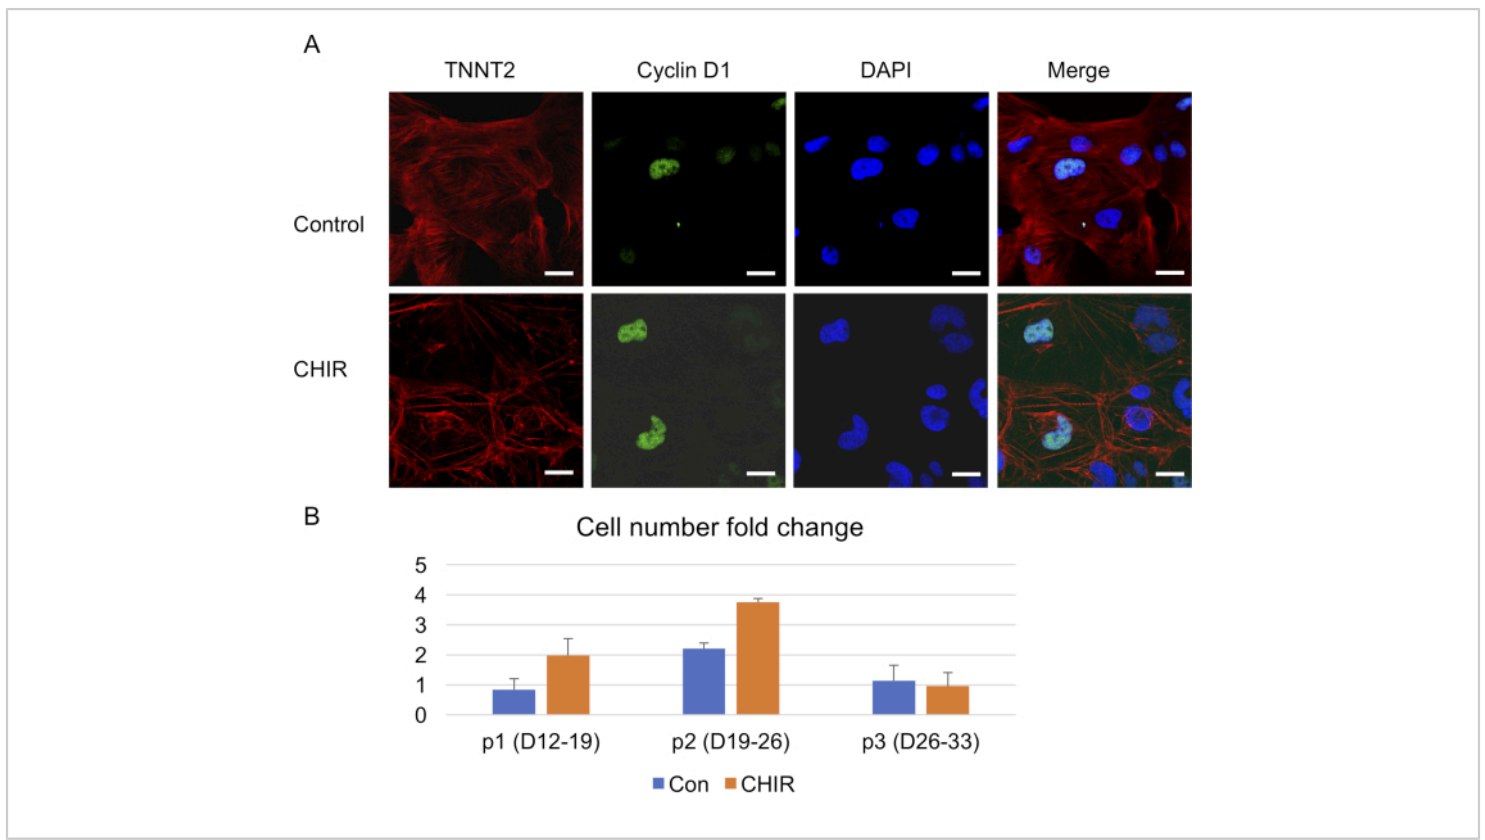 A
TNNT2 Cyclin D1 DAPI Merge
Control
CHIR
B
Cell number fold change
5
4
3
2
1
0
p1 (D12-19) p2 (D19-26) p3 (D26-33)
Con CHIR